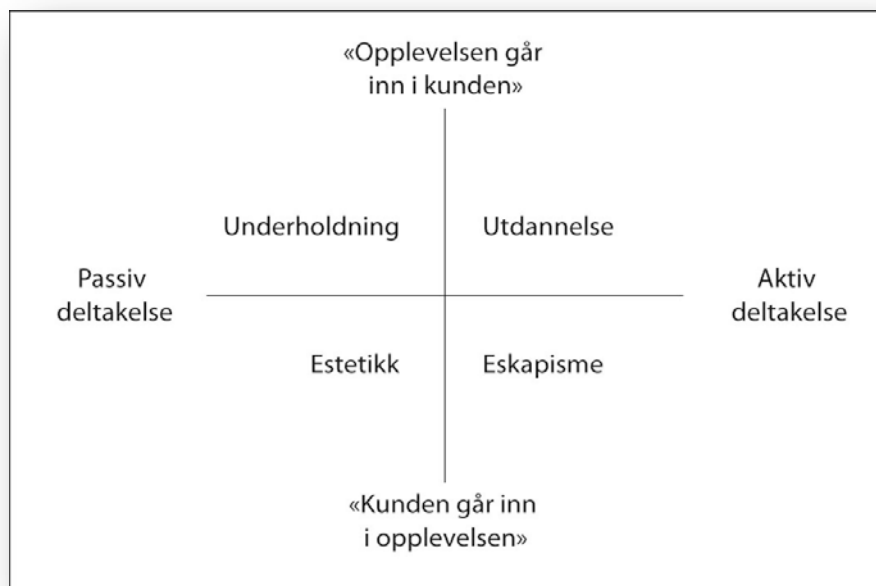 «Opplevelsen går
inn i kunden»
Underholdning
Utdannelse
Passiv
deltakelse
Aktiv
deltakelse
Estetikk
Eskapisme
«Kunden går inn
i opplevelsen»